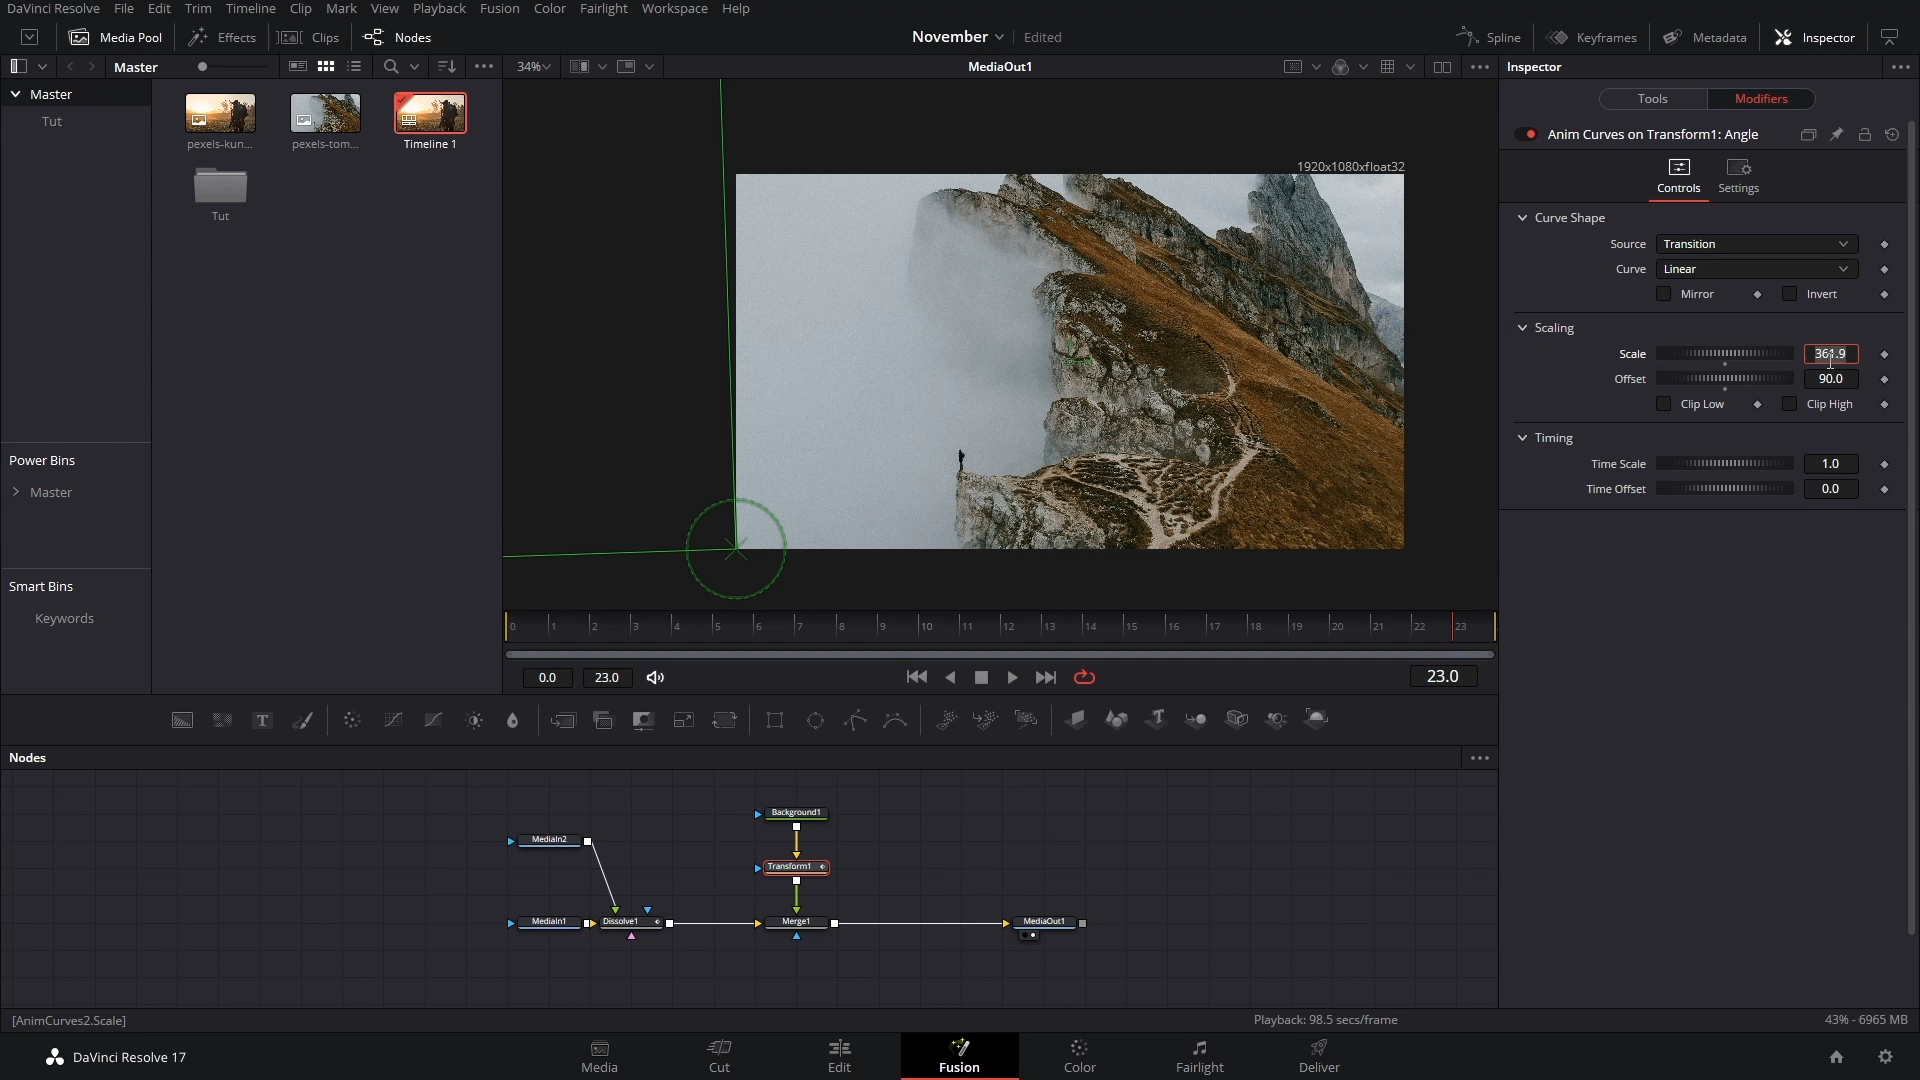 DaVinci Resolve File Edit Trim Timeline Clip Mark View Playback Fusion Color Fairlight Workspace Help
Media Pool Effects Clips Nodes November Edited Spline Keyframes Metadata Inspector
Master 34% MediaOut1 Inspector
Master
Tut
pexels-kun... pexels-tom... Timeline 1
Tut
Power Bins
Master
Smart Bins
Keywords
1920x1080xfloat32
0 1 2 3 4 5 6 7 8 9 10 11 12 13 14 15 16 17 18 19 20 21 22 23
0.0 23.0 23.0
Tools Modifiers
Anim Curves on Transform1: Angle
Controls Settings
Curve Shape
Source Transition
Curve Linear
Mirror Invert
Scaling
Scale 361.9
Offset 90.0
Clip Low Clip High
Timing
Time Scale 1.0
Time Offset 0.0
T
Nodes
Background1
MediaIn2
Transform1
MediaIn1 Dissolve1 Merge1 MediaOut1
[AnimCurves2.Scale] Playback: 98.5 secs/frame 43% - 6965 MB
DaVinci Resolve 17 Media Cut Edit Fusion Color Fairlight Deliver